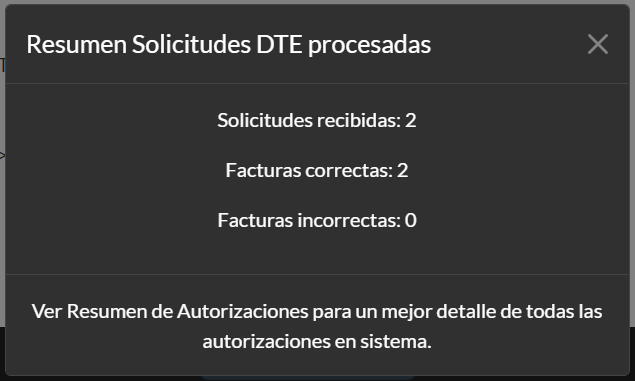 Resumen Solicitudes DTE procesadas
Solicitudes recibidas: 2
Facturas correctas: 2
Facturas incorrectas: 0
Ver Resumen de Autorizaciones para un mejor detalle de todas las
autorizaciones en sistema.